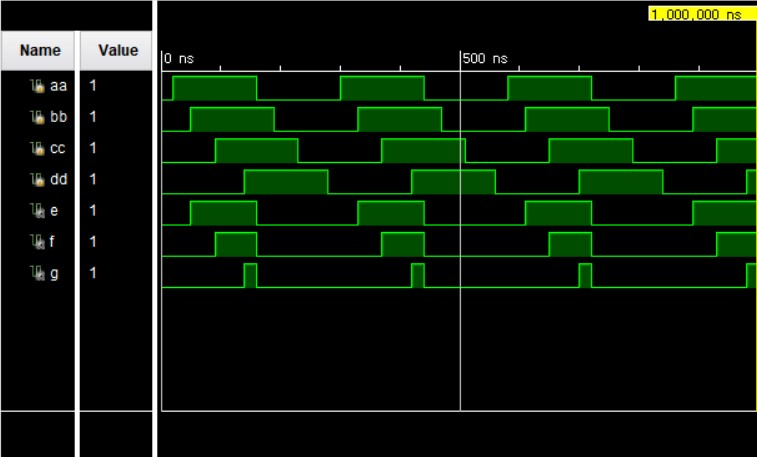 1,000,000 ns
Name Value
0 ns 500 ns
aa 1
bb 1
cc 1
dd 1
e 1
f 1
g 1